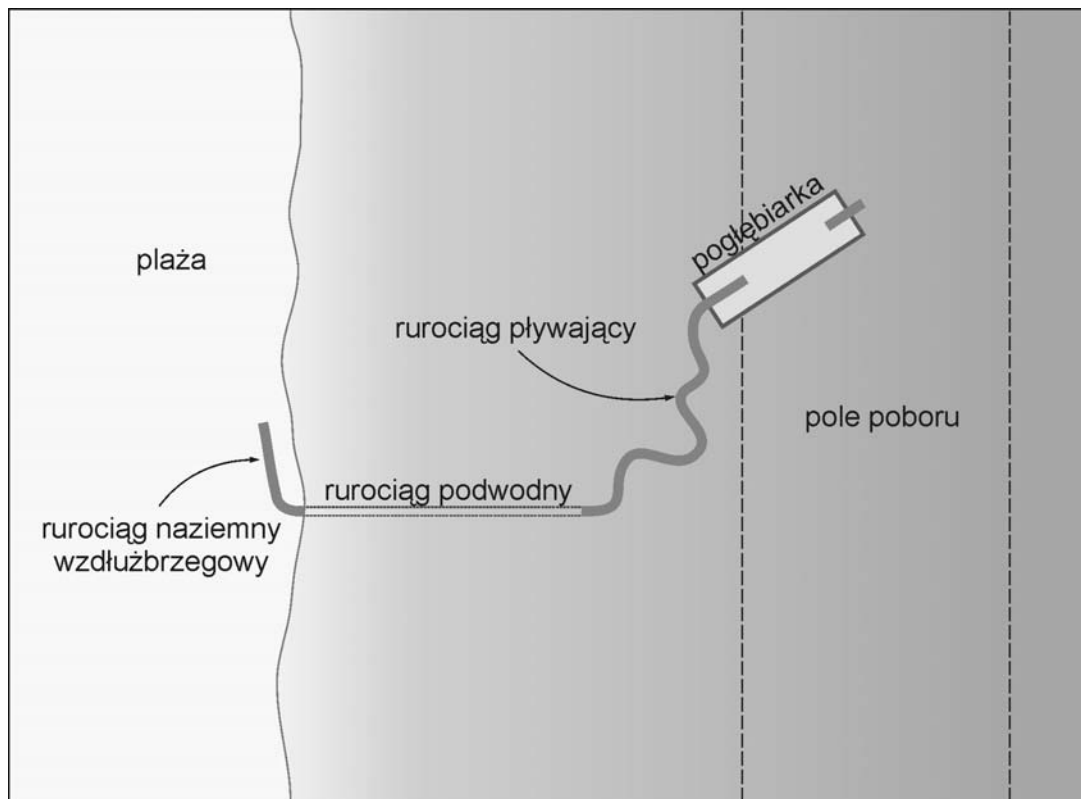 pogłębiarka
plaża
rurociąg pływający
pole poboru
rurociąg podwodny
rurociąg naziemny
wzdłużbrzegowy